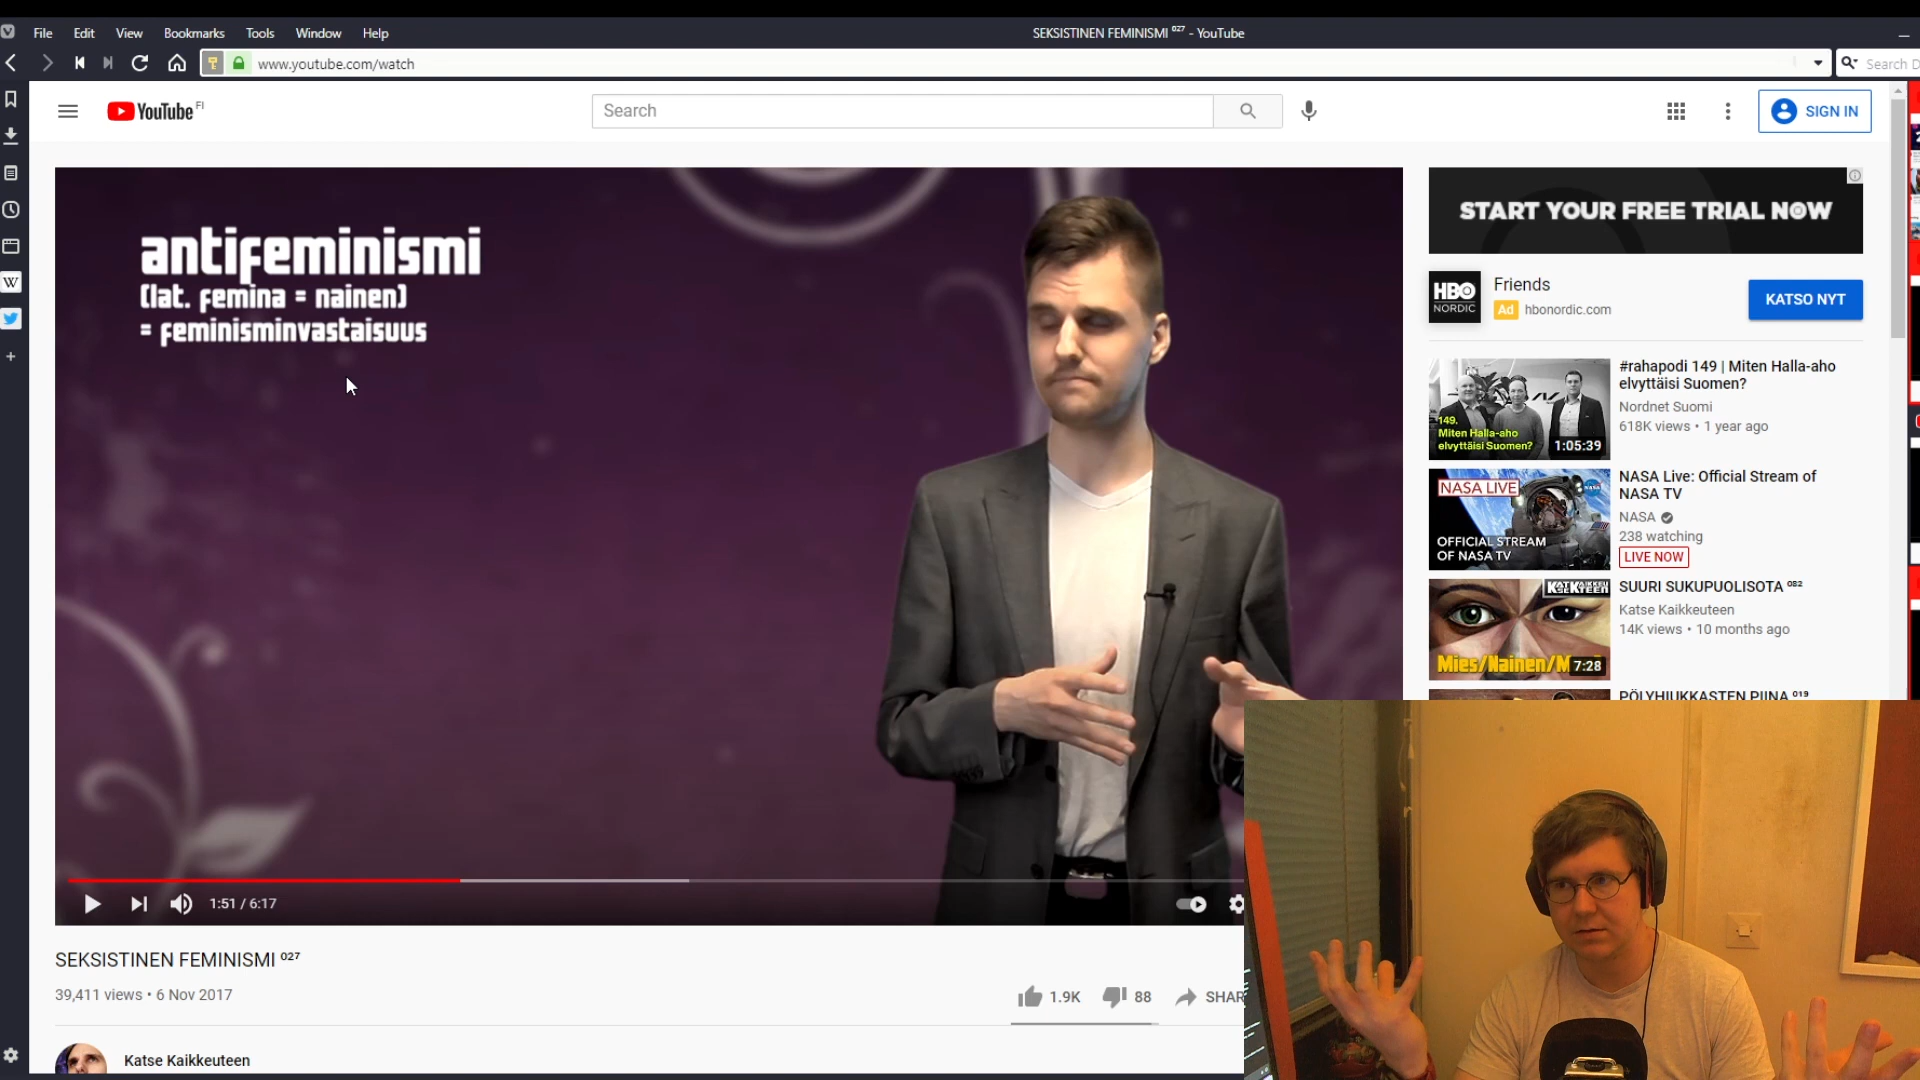 File Edit View Bookmarks Tools Window Help
SEKSISTINEN FEMINISMI ⁰²⁷ - YouTube
www.youtube.com/watch
Search D
YouTube FI
Search
SIGN IN
antifeminismi
(lat. femina = nainen)
= feminisminvastaisuus
START YOUR FREE TRIAL NOW
HBO
NORDIC
Friends
Ad hbonordic.com
KATSO NYT
149.
Miten Halla-aho
elvyttäisi Suomen?
1:05:39
#rahapodi 149 | Miten Halla-aho
elvyttäisi Suomen?
Nordnet Suomi
618K views • 1 year ago
NASA LIVE
OFFICIAL STREAM
OF NASA TV
NASA Live: Official Stream of
NASA TV
NASA
238 watching
LIVE NOW
Mies/Nainen/M
7:28
SUURI SUKUPUOLISOTA ⁰⁸²
Katse Kaikkeuteen
14K views • 10 months ago
PÖLYHIUKKASTEN PIINA ⁰¹⁹
1:51 / 6:17
SEKSISTINEN FEMINISMI ⁰²⁷
39,411 views • 6 Nov 2017
1.9K
88
SHAR
Katse Kaikkeuteen
W